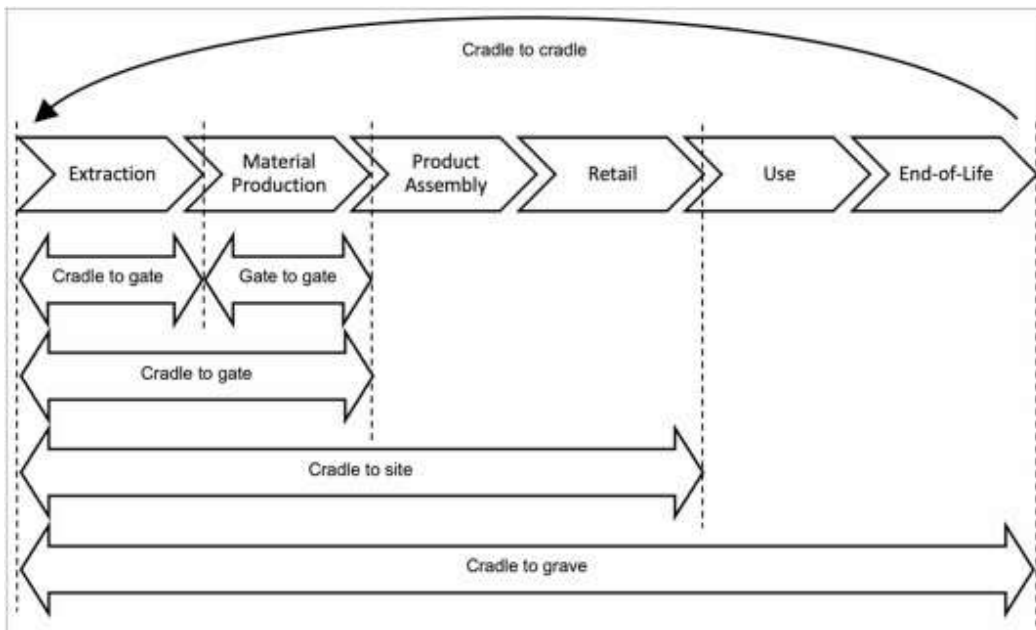 Cradle to cradle
Extraction
Material
Production
Product
Assembly
Retail
Use
End-of-Life
Cradle to gate
Gate to gate
Cradle to gate
Cradle to site
Cradle to grave